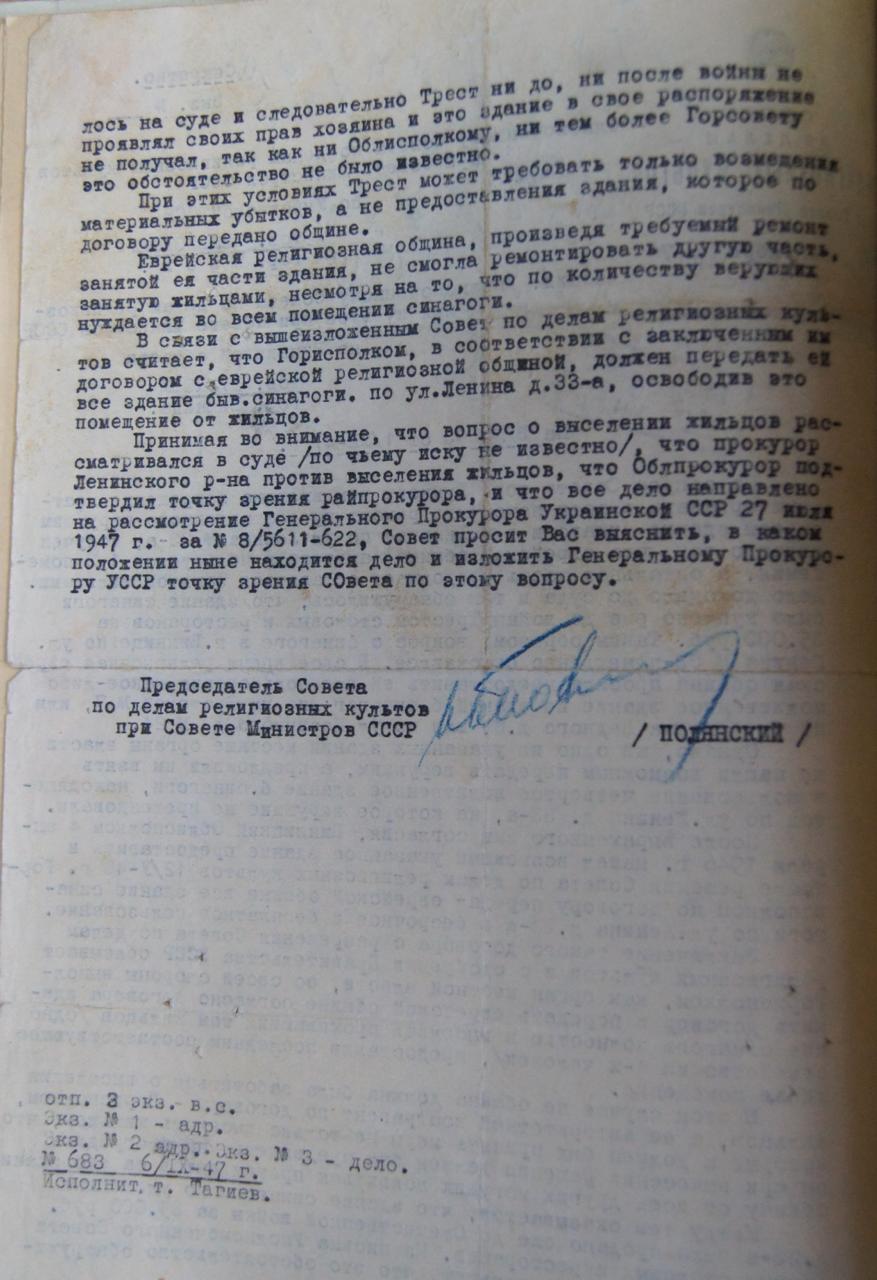 лось на суде и следовательно Трест ни до, ни после войны не
проявлял своих прав хозяина и это здание в свое распоряжение
не получал, так как ни Облисполкому, ни тем более Горсовету
это обстоятельство не было известно.
При этих условиях Трест может требовать только возмещения
материальных убытков, а не предоставления здания, которое по
договору передано общине.
Еврейская религиозная община, произведя требуемый ремонт
занятой ея части здания, не смогла ремонтировать другую часть,
занятую жильцами, несмотря на то, что по количеству верующих
нуждается во всем помещении синагоги.
В связи с вышеизложенным Совет по делам религиозных куль-
тов считает, что Горисполком, в соответствии с заключенным им
договором с еврейской религиозной общиной, должен передать ей
все здание быв.синагоги. по ул.Ленина д.33-а, освободив это
помещение от жильцов.
Принимая во внимание, что вопрос о выселении жильцов рас-
сматривался в суде /по чьему иску не известно/, что прокурор
Ленинского р-на против выселения жильцов, что Облпрокурор под-
твердил точку зрения райпрокурора, и что все дело направлено
на рассмотрение Генерального Прокурора Украинской ССР 27 июля
1947 г. за № 8/5611-622, Совет просит Вас выяснить, в каком
положении ныне находится дело и изложить Генеральному Прокуро-
ру УССР точку зрения СОвета по этому вопросу.
Председатель Совета
по делам религиозных культов
при Совете Министров СССР
/ ПОЛЯНСКИЙ /
отп. 3 экз. в.с.
Экз. № 1 - адр.
Экз. № 2 адр. Экз. № 3 - дело.
№ 683 6/IX-47 г.
Исполнит. т. Тагиев.